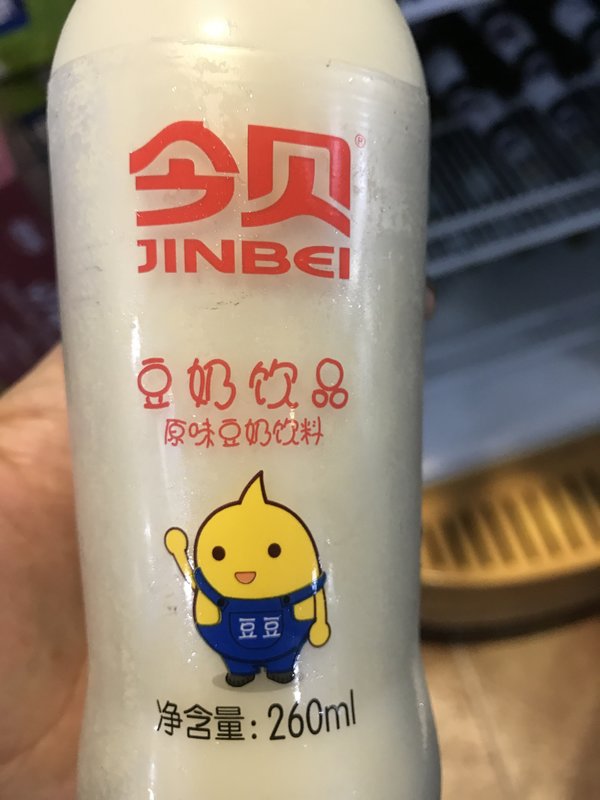 今贝®
JINBEI
豆奶饮品
原味豆奶饮料
豆豆
净含量:260ml